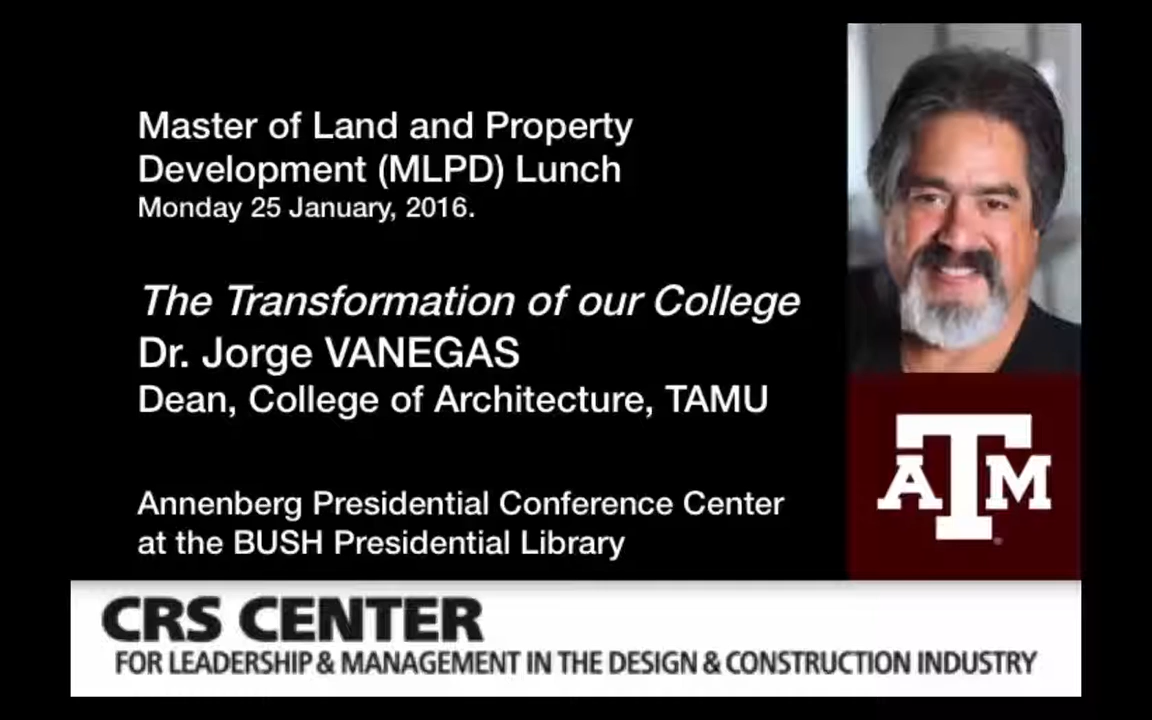 Master of Land and Property
Development (MLPD) Lunch
Monday 25 January, 2016.
The Transformation of our College
Dr. Jorge VANEGAS
Dean, College of Architecture, TAMU
Annenberg Presidential Conference Center
at the BUSH Presidential Library
ATM
CRS CENTER
FOR LEADERSHIP & MANAGEMENT IN THE DESIGN & CONSTRUCTION INDUSTRY